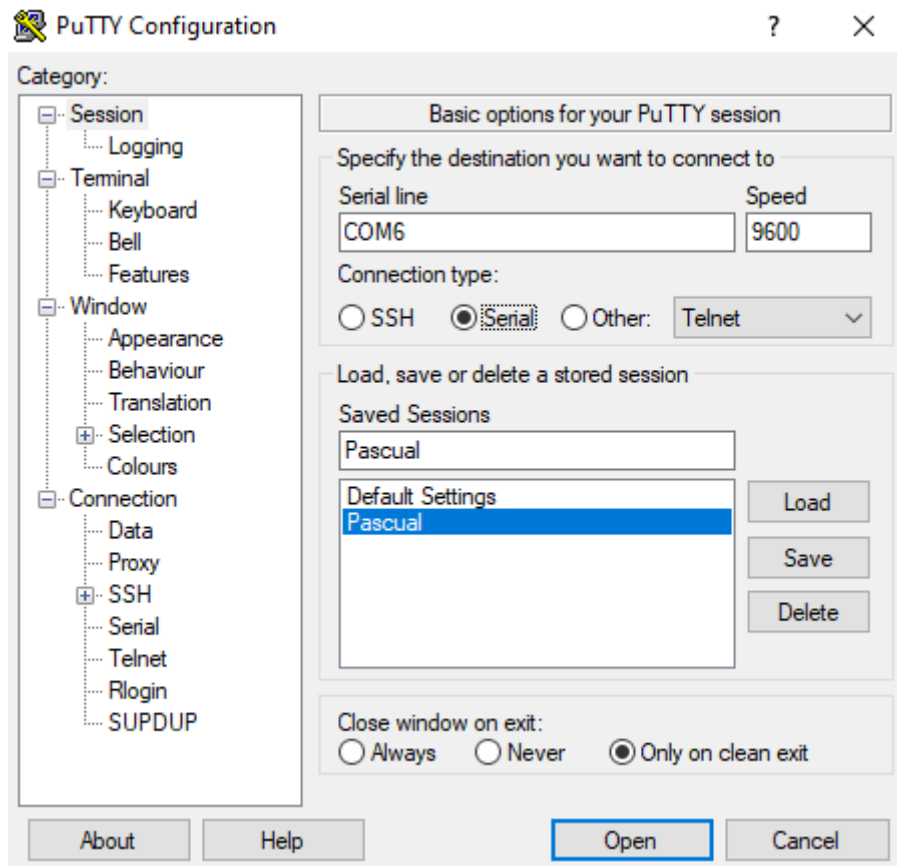 PuTTY Configuration
?
Category:
Session
Logging
Terminal
Keyboard
Bell
Features
Window
Appearance
Behaviour
Translation
Selection
Colours
Connection
Data
Proxy
SSH
Serial
Telnet
Rlogin
SUPDUP
Basic options for your PuTTY session
Specify the destination you want to connect to
Serial line Speed
COM6 9600
Connection type:
SSH Serial Other: Telnet
Load, save or delete a stored session
Saved Sessions
Pascual
Default Settings
Pascual
Load
Save
Delete
Close window on exit:
Always Never Only on clean exit
About Help Open Cancel